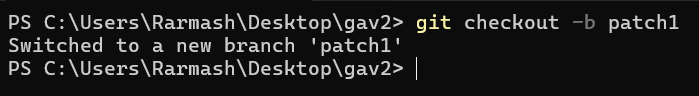 PS C:\Users\Rarmash\Desktop\gav2> git checkout -b patch1
Switched to a new branch 'patch1'
PS C:\Users\Rarmash\Desktop\gav2>